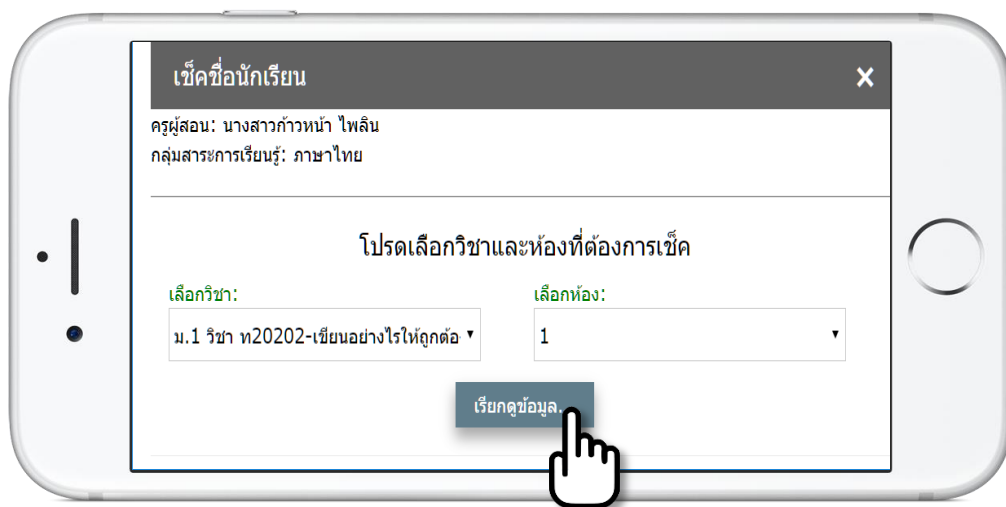 เช็คชื่อนักเรียน ×
ครูผู้สอน: นางสาวก้าวหน้า ไพลิน
กลุ่มสาระการเรียนรู้: ภาษาไทย
โปรดเลือกวิชาและห้องที่ต้องการเช็ค
เลือกวิชา: เลือกห้อง:
ม.1 วิชา ท20202-เขียนอย่างไรให้ถูกต้อ 1
เรียกดูข้อมูล..